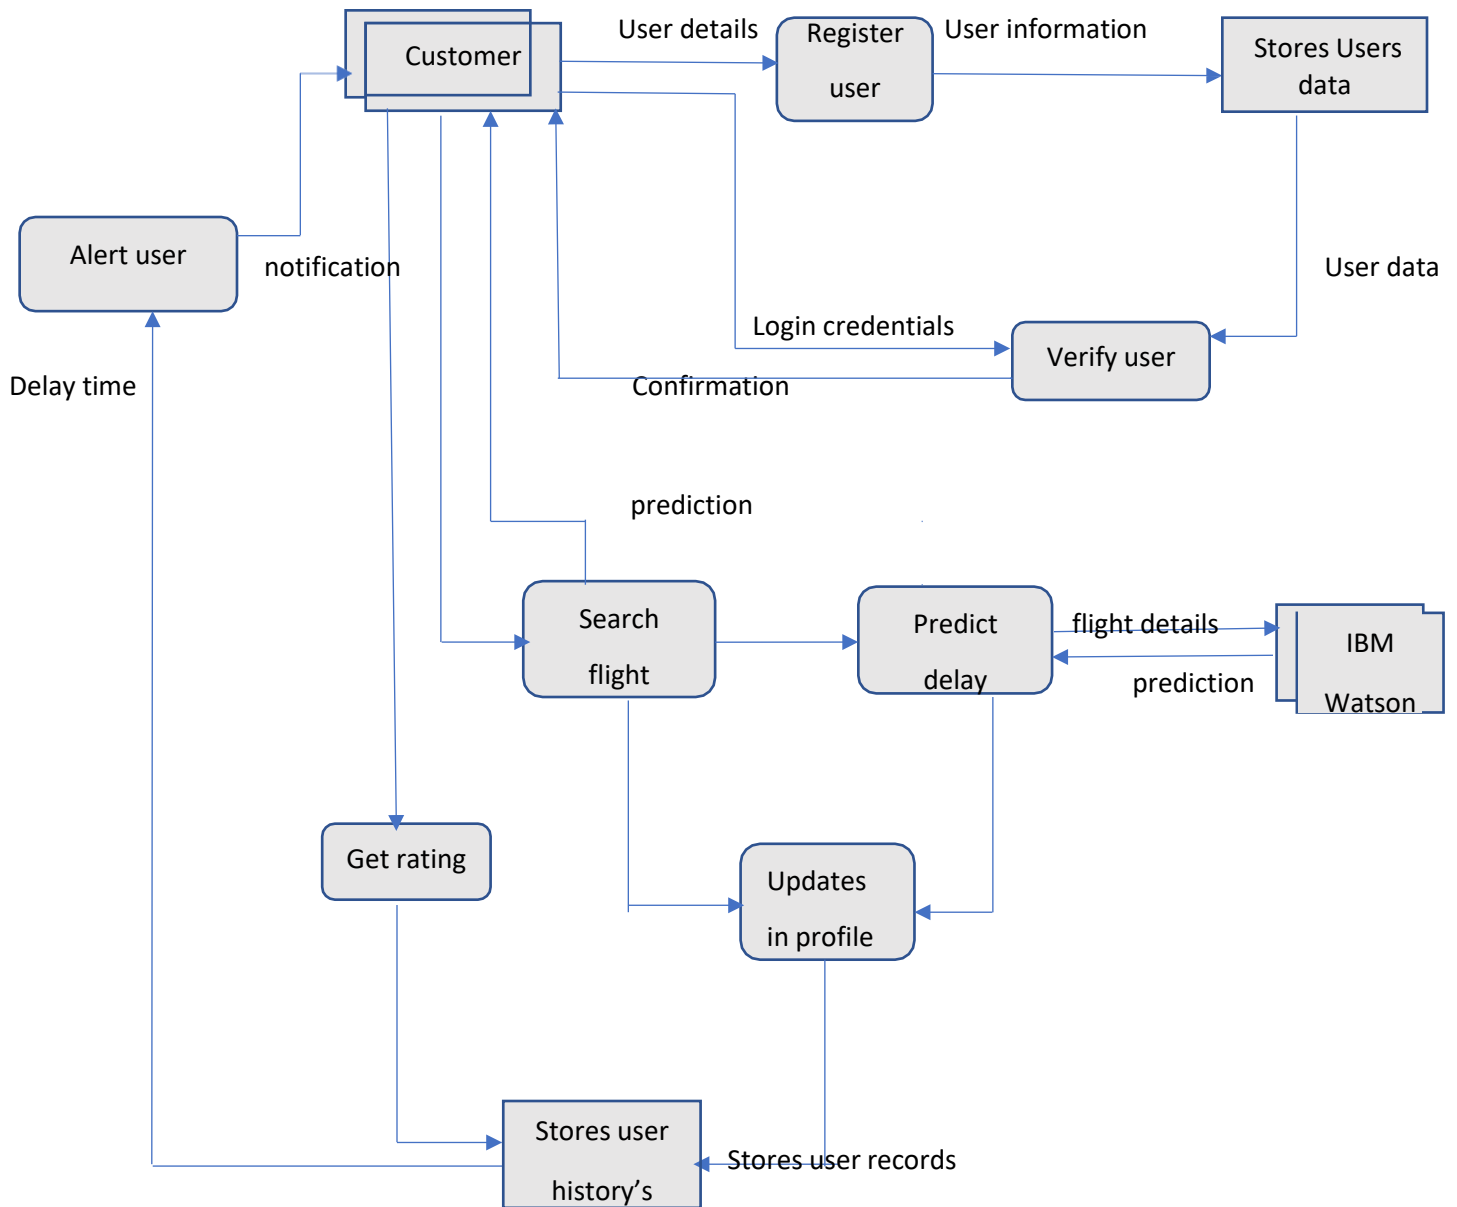 Customer
User details
Register
user
User information
Stores Users
data
Alert user
notification
User data
Login credentials
Verify user
Delay time
Confirmation
prediction
Search
flight
Predict
delay
flight details
prediction
IBM
Watson
Get rating
Updates
in profile
Stores user
history’s
Stores user records